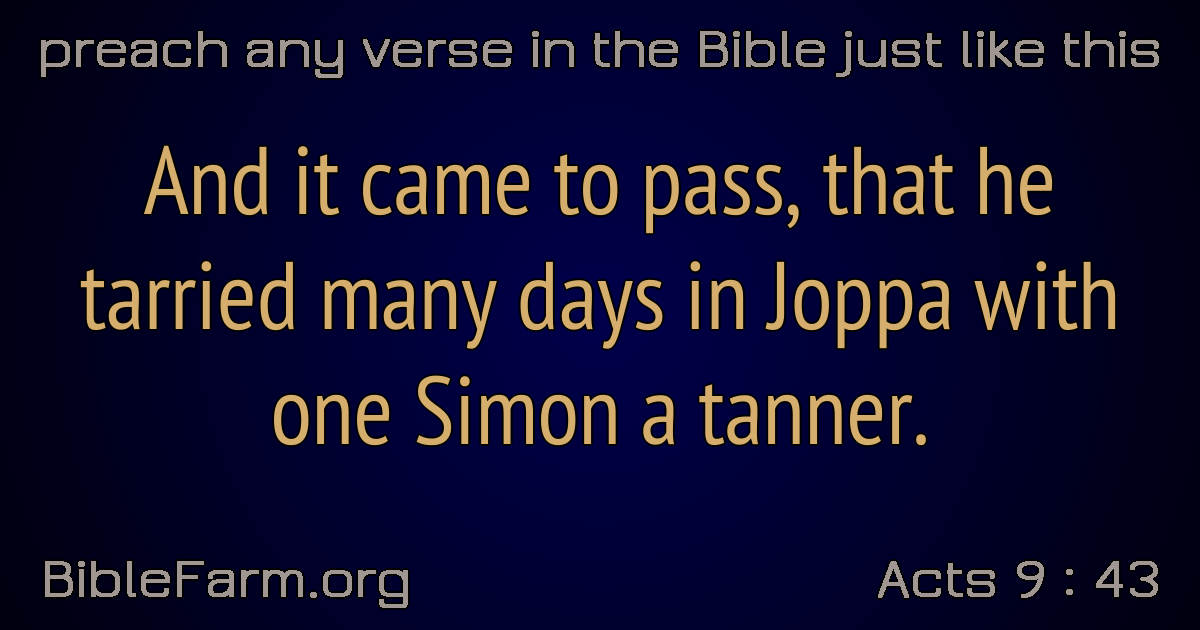 preach any verse in the Bible just like this
And it came to pass, that he
tarried many days in Joppa with
one Simon a tanner.
BibleFarm.org
Acts 9 : 43